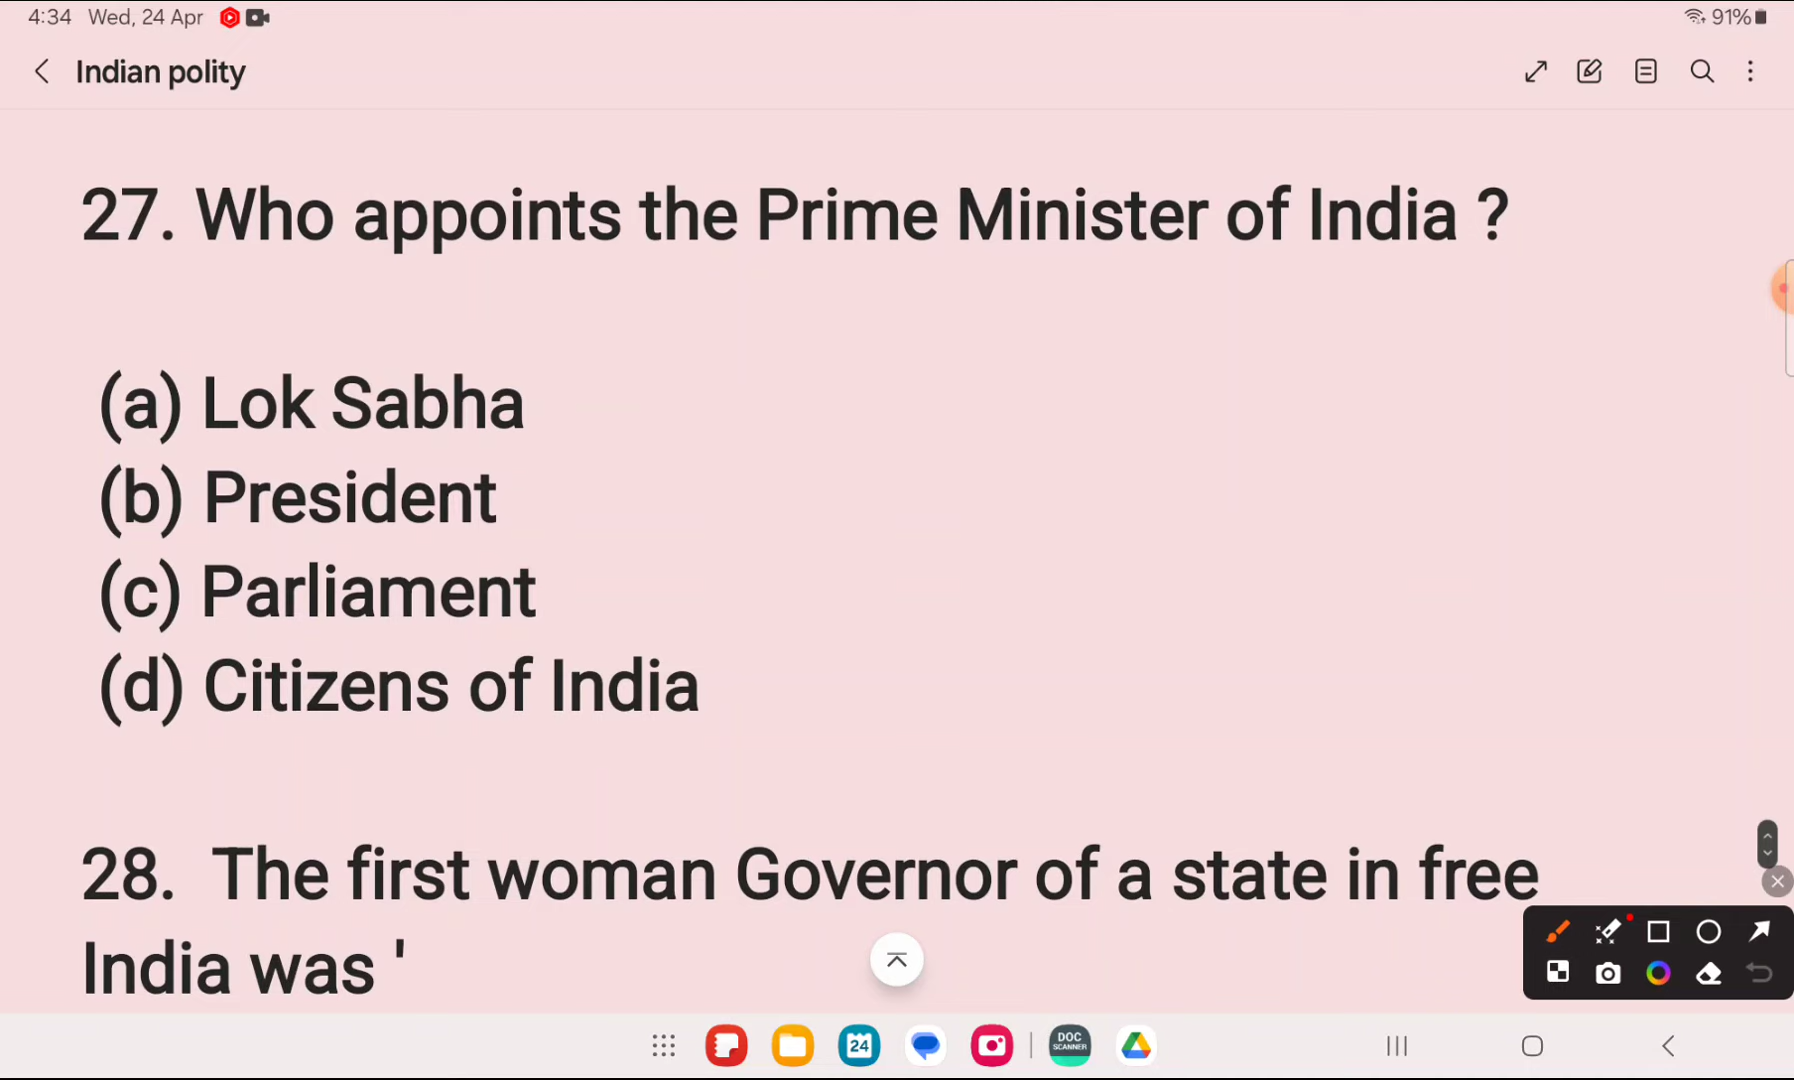 4:34 Wed, 24 Apr 91%
Indian polity
27. Who appoints the Prime Minister of India ?
(a) Lok Sabha
(b) President
(c) Parliament
(d) Citizens of India
28. The first woman Governor of a state in free
India was '
24
DOC
SCANNER